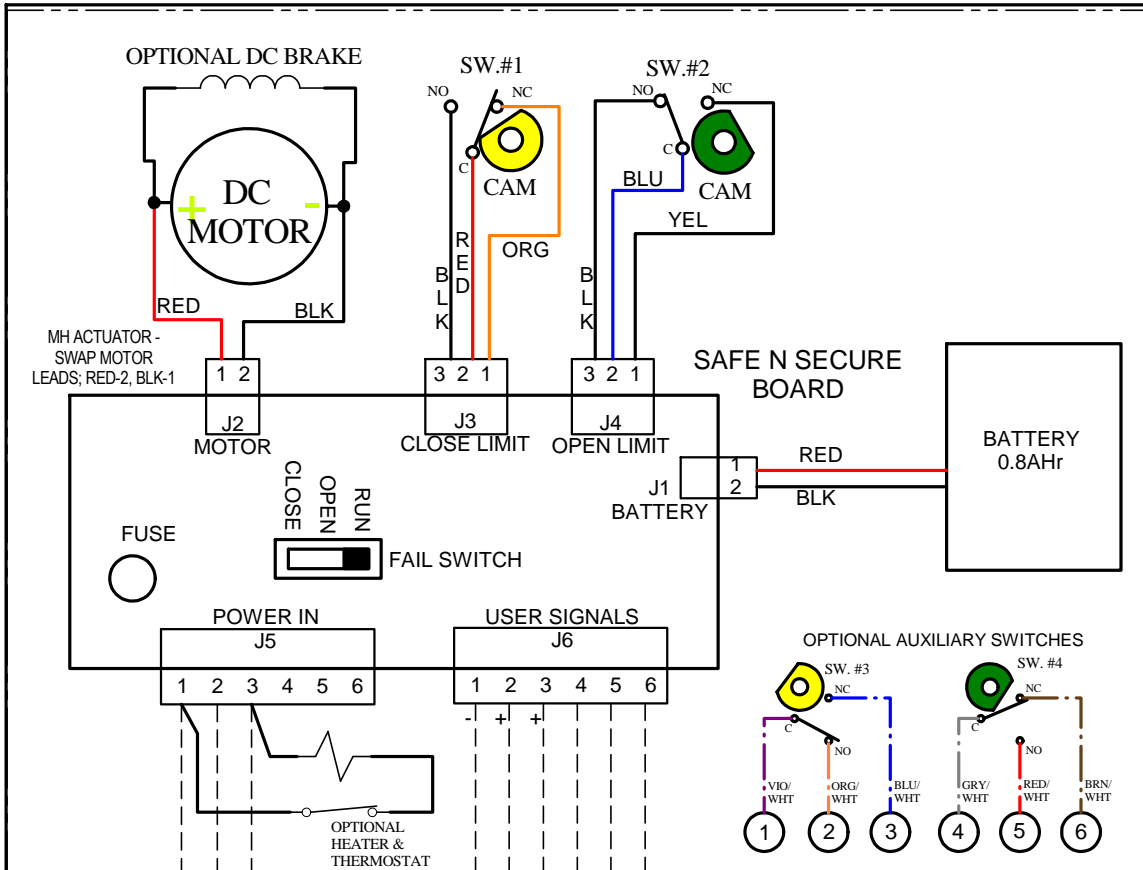 OPTIONAL DC BRAKE
DC
MOTOR
+
-
RED
BLK
MH ACTUATOR -
SWAP MOTOR
LEADS; RED-2, BLK-1
1 2
J2
MOTOR
SW.#1
NO
NC
C
CAM
BLK
RED
ORG
3 2 1
J3
CLOSE LIMIT
SW.#2
NO
NC
C
CAM
BLU
YEL
BLK
3 2 1
J4
OPEN LIMIT
SAFE N SECURE
BOARD
1
2
J1
BATTERY
RED
BLK
BATTERY
0.8AHr
CLOSE
OPEN
RUN
FAIL SWITCH
FUSE
POWER IN
J5
1 2 3 4 5 6
USER SIGNALS
J6
1 2 3 4 5 6
- + +
OPTIONAL
HEATER &
THERMOSTAT
OPTIONAL AUXILIARY SWITCHES
SW. #3
NC
C
NO
VIO/
WHT
ORG/
WHT
BLU/
WHT
1 2 3
SW. #4
NC
C
NO
GRY/
WHT
RED/
WHT
BRN/
WHT
4 5 6